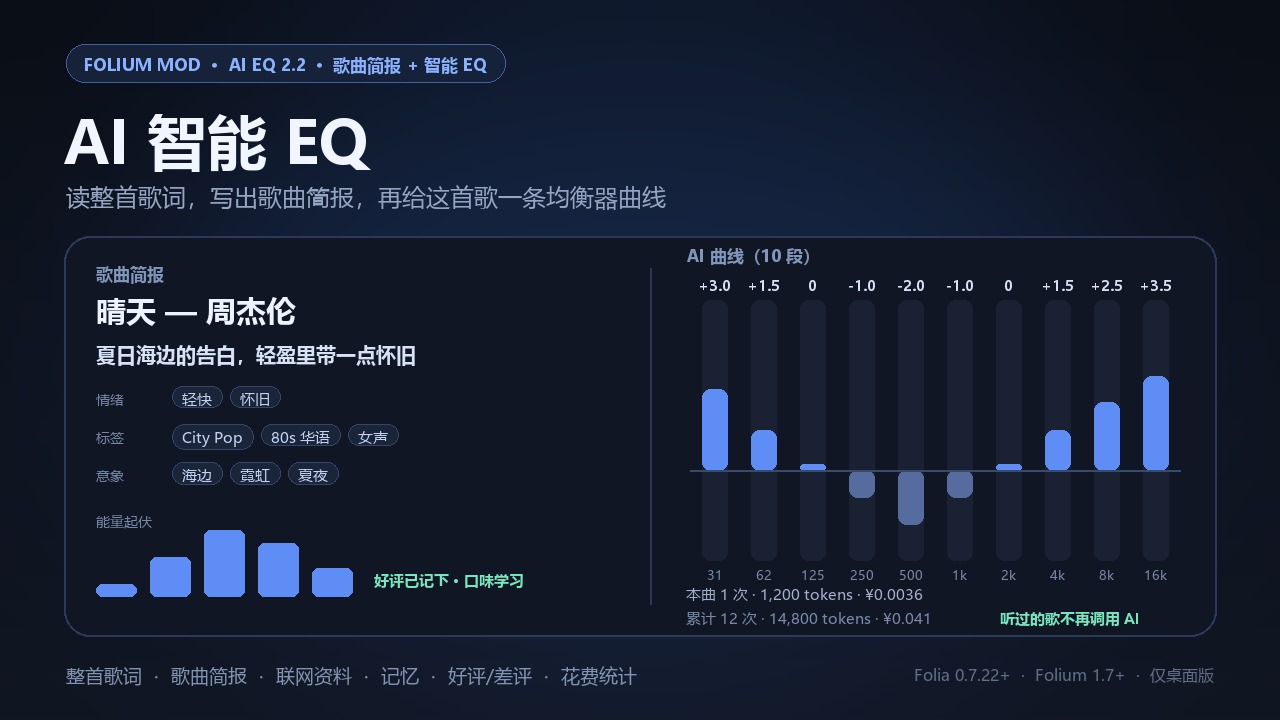 FOLIUM MOD • AI EQ 2.2 • 歌曲简报 + 智能 EQ
AI 智能 EQ
读整首歌词，写出歌曲简报，再给这首歌一条均衡器曲线
歌曲简报
晴天 — 周杰伦
夏日海边的告白，轻盈里带一点怀旧
情绪 轻快 怀旧
标签 City Pop 80s 华语 女声
意象 海边 霓虹 夏夜
能量起伏
好评已记下 · 口味学习
AI 曲线（10 段）
+3.0 +1.5 0 -1.0 -2.0 -1.0 0 +1.5 +2.5 +3.5
31 62 125 250 500 1k 2k 4k 8k 16k
本曲 1 次 · 1,200 tokens · ¥0.0036
累计 12 次 · 14,800 tokens · ¥0.041
听过的歌不再调用 AI
整首歌词 · 歌曲简报 · 联网资料 · 记忆 · 好评/差评 · 花费统计
Folia 0.7.22+ · Folium 1.7+ · 仅桌面版